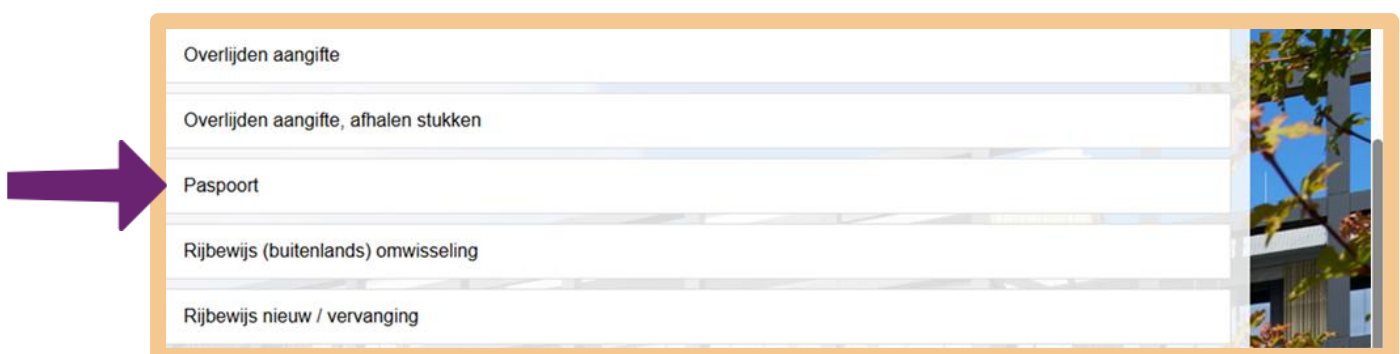 Overlijden aangifte
Overlijden aangifte, afhalen stukken
Paspoort
Rijbewijs (buitenlands) omwisseling
Rijbewijs nieuw / vervanging